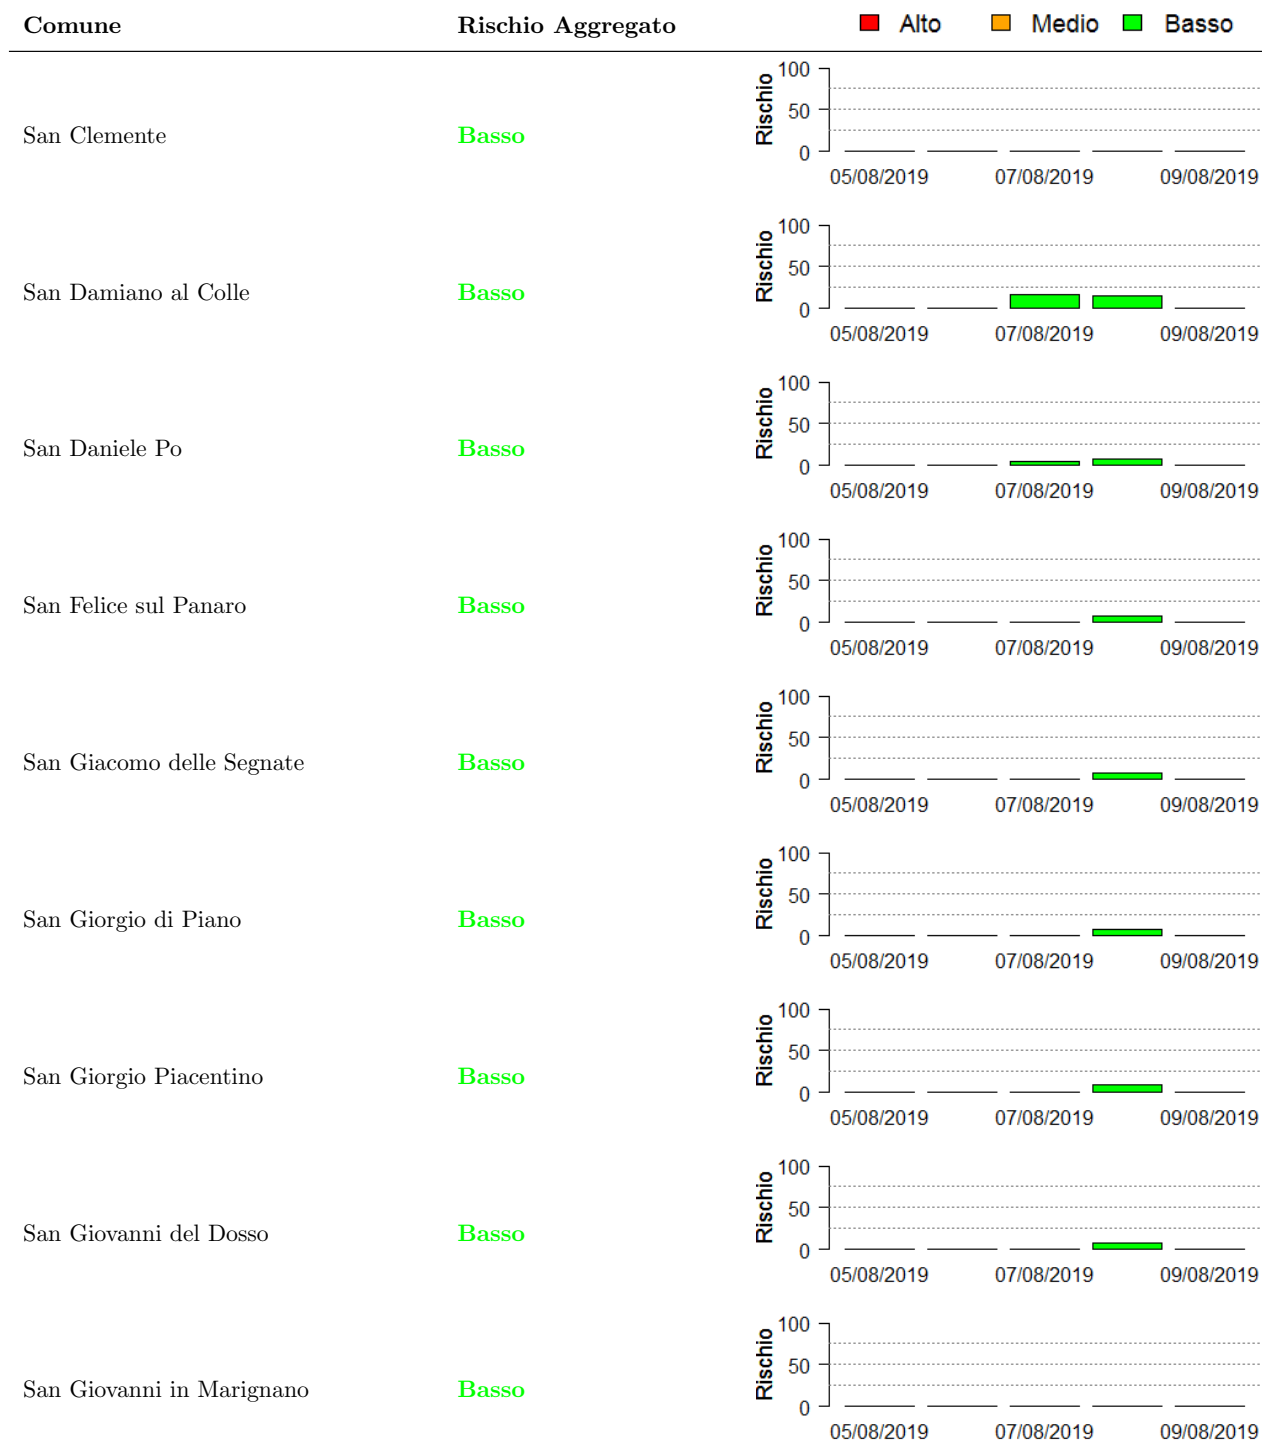 Comune Rischio Aggregato Alto Medio Basso
San Clemente Basso
Rischio
100
50
0
05/08/2019 07/08/2019 09/08/2019
San Damiano al Colle Basso
Rischio
100
50
0
05/08/2019 07/08/2019 09/08/2019
San Daniele Po Basso
Rischio
100
50
0
05/08/2019 07/08/2019 09/08/2019
San Felice sul Panaro Basso
Rischio
100
50
0
05/08/2019 07/08/2019 09/08/2019
San Giacomo delle Segnate Basso
Rischio
100
50
0
05/08/2019 07/08/2019 09/08/2019
San Giorgio di Piano Basso
Rischio
100
50
0
05/08/2019 07/08/2019 09/08/2019
San Giorgio Piacentino Basso
Rischio
100
50
0
05/08/2019 07/08/2019 09/08/2019
San Giovanni del Dosso Basso
Rischio
100
50
0
05/08/2019 07/08/2019 09/08/2019
San Giovanni in Marignano Basso
Rischio
100
50
0
05/08/2019 07/08/2019 09/08/2019